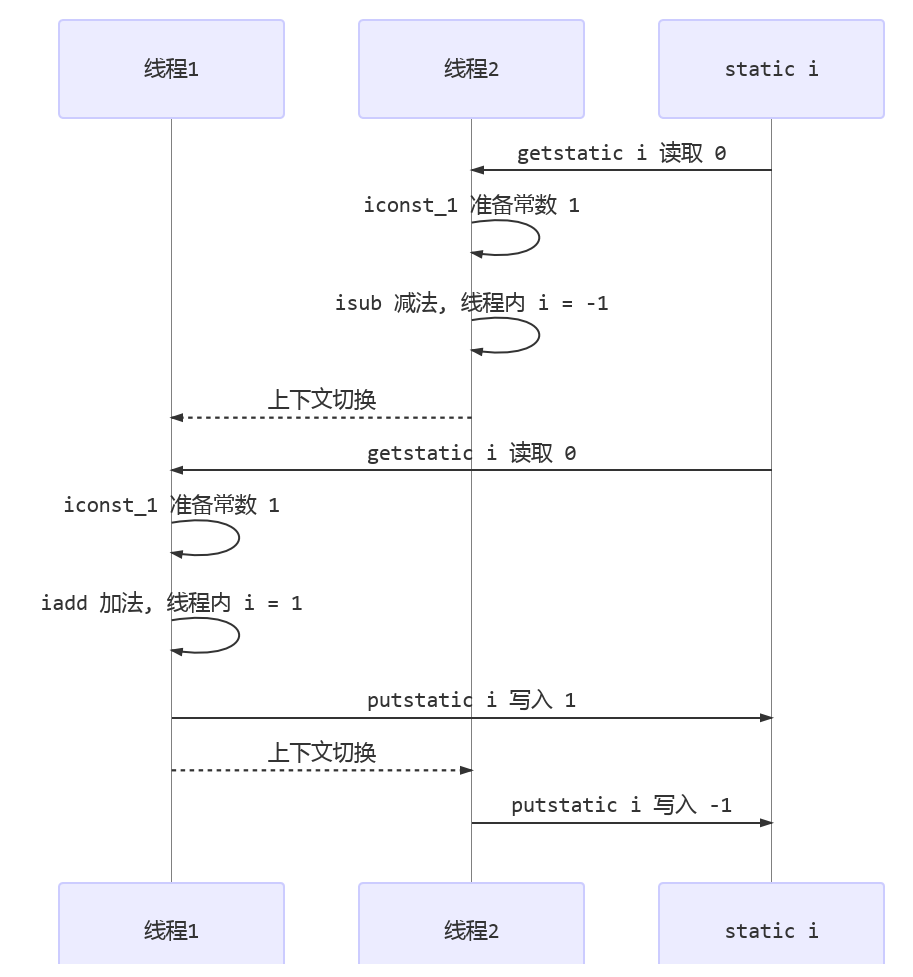 线程1
线程2
static i
getstatic i 读取 0
iconst_1 准备常数 1
isub 减法, 线程内 i = -1
上下文切换
getstatic i 读取 0
iconst_1 准备常数 1
iadd 加法, 线程内 i = 1
putstatic i 写入 1
上下文切换
putstatic i 写入 -1
线程1
线程2
static i